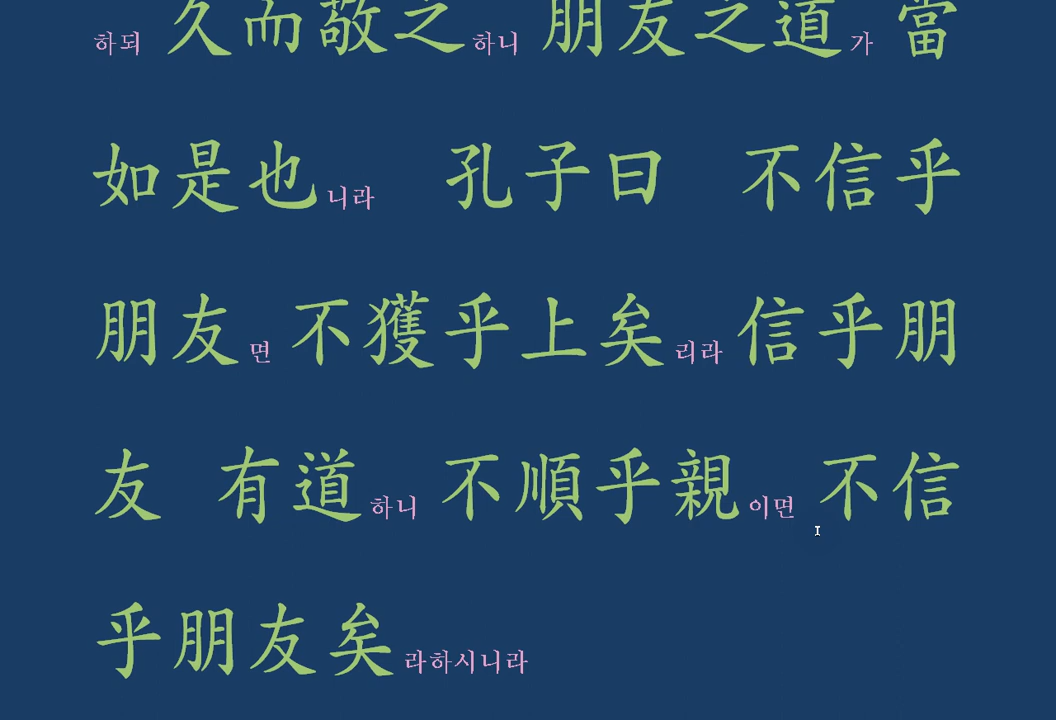 하되 久而敬之하니 朋友之道가 當
如是也니라 孔子曰 不信乎
朋友면 不獲乎上矣리라 信乎朋
友 有道하니 不順乎親이면 不信
乎朋友矣라하시니라